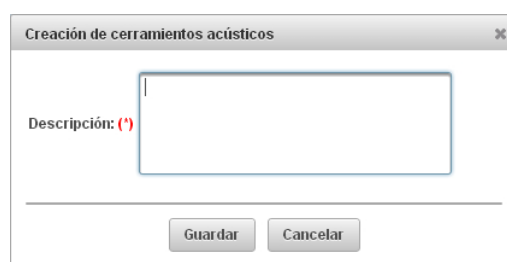 Creación de cerramientos acústicos
Descripción: (*)
Guardar Cancelar